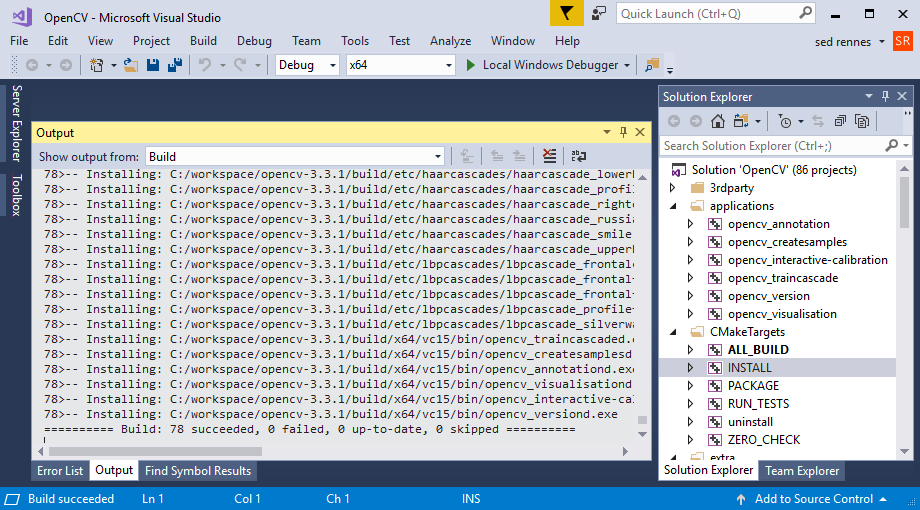 OpenCV - Microsoft Visual Studio
Quick Launch (Ctrl+Q)
File Edit View Project Build Debug Team Tools Test Analyze Window Help
sed rennes SR
Debug x64 Local Windows Debugger
Server Explorer
Toolbox
Output
Show output from: Build
78>-- Installing: C:/workspace/opencv-3.3.1/build/etc/haarcascades/haarcascade_lowerb
78>-- Installing: C:/workspace/opencv-3.3.1/build/etc/haarcascades/haarcascade_profi
78>-- Installing: C:/workspace/opencv-3.3.1/build/etc/haarcascades/haarcascade_righte
78>-- Installing: C:/workspace/opencv-3.3.1/build/etc/haarcascades/haarcascade_russia
78>-- Installing: C:/workspace/opencv-3.3.1/build/etc/haarcascades/haarcascade_smile
78>-- Installing: C:/workspace/opencv-3.3.1/build/etc/haarcascades/haarcascade_upperb
78>-- Installing: C:/workspace/opencv-3.3.1/build/etc/lbpcascades/lbpcascade_frontal
78>-- Installing: C:/workspace/opencv-3.3.1/build/etc/lbpcascades/lbpcascade_frontal
78>-- Installing: C:/workspace/opencv-3.3.1/build/etc/lbpcascades/lbpcascade_frontal
78>-- Installing: C:/workspace/opencv-3.3.1/build/etc/lbpcascades/lbpcascade_profile
78>-- Installing: C:/workspace/opencv-3.3.1/build/etc/lbpcascades/lbpcascade_silverwa
78>-- Installing: C:/workspace/opencv-3.3.1/build/x64/vc15/bin/opencv_traincascaded.e
78>-- Installing: C:/workspace/opencv-3.3.1/build/x64/vc15/bin/opencv_createsamplesd
78>-- Installing: C:/workspace/opencv-3.3.1/build/x64/vc15/bin/opencv_annotationd.exe
78>-- Installing: C:/workspace/opencv-3.3.1/build/x64/vc15/bin/opencv_visualisationd
78>-- Installing: C:/workspace/opencv-3.3.1/build/x64/vc15/bin/opencv_interactive-cal
78>-- Installing: C:/workspace/opencv-3.3.1/build/x64/vc15/bin/opencv_versiond.exe
========== Build: 78 succeeded, 0 failed, 0 up-to-date, 0 skipped ==========
Error List Output Find Symbol Results
Solution Explorer
Search Solution Explorer (Ctrl+;)
Solution 'OpenCV' (86 projects)
3rdparty
applications
opencv_annotation
opencv_createsamples
opencv_interactive-calibration
opencv_traincascade
opencv_version
opencv_visualisation
CMakeTargets
ALL_BUILD
INSTALL
PACKAGE
RUN_TESTS
uninstall
ZERO_CHECK
extra
Solution Explorer Team Explorer
Build succeeded Ln 1 Col 1 Ch 1 INS Add to Source Control